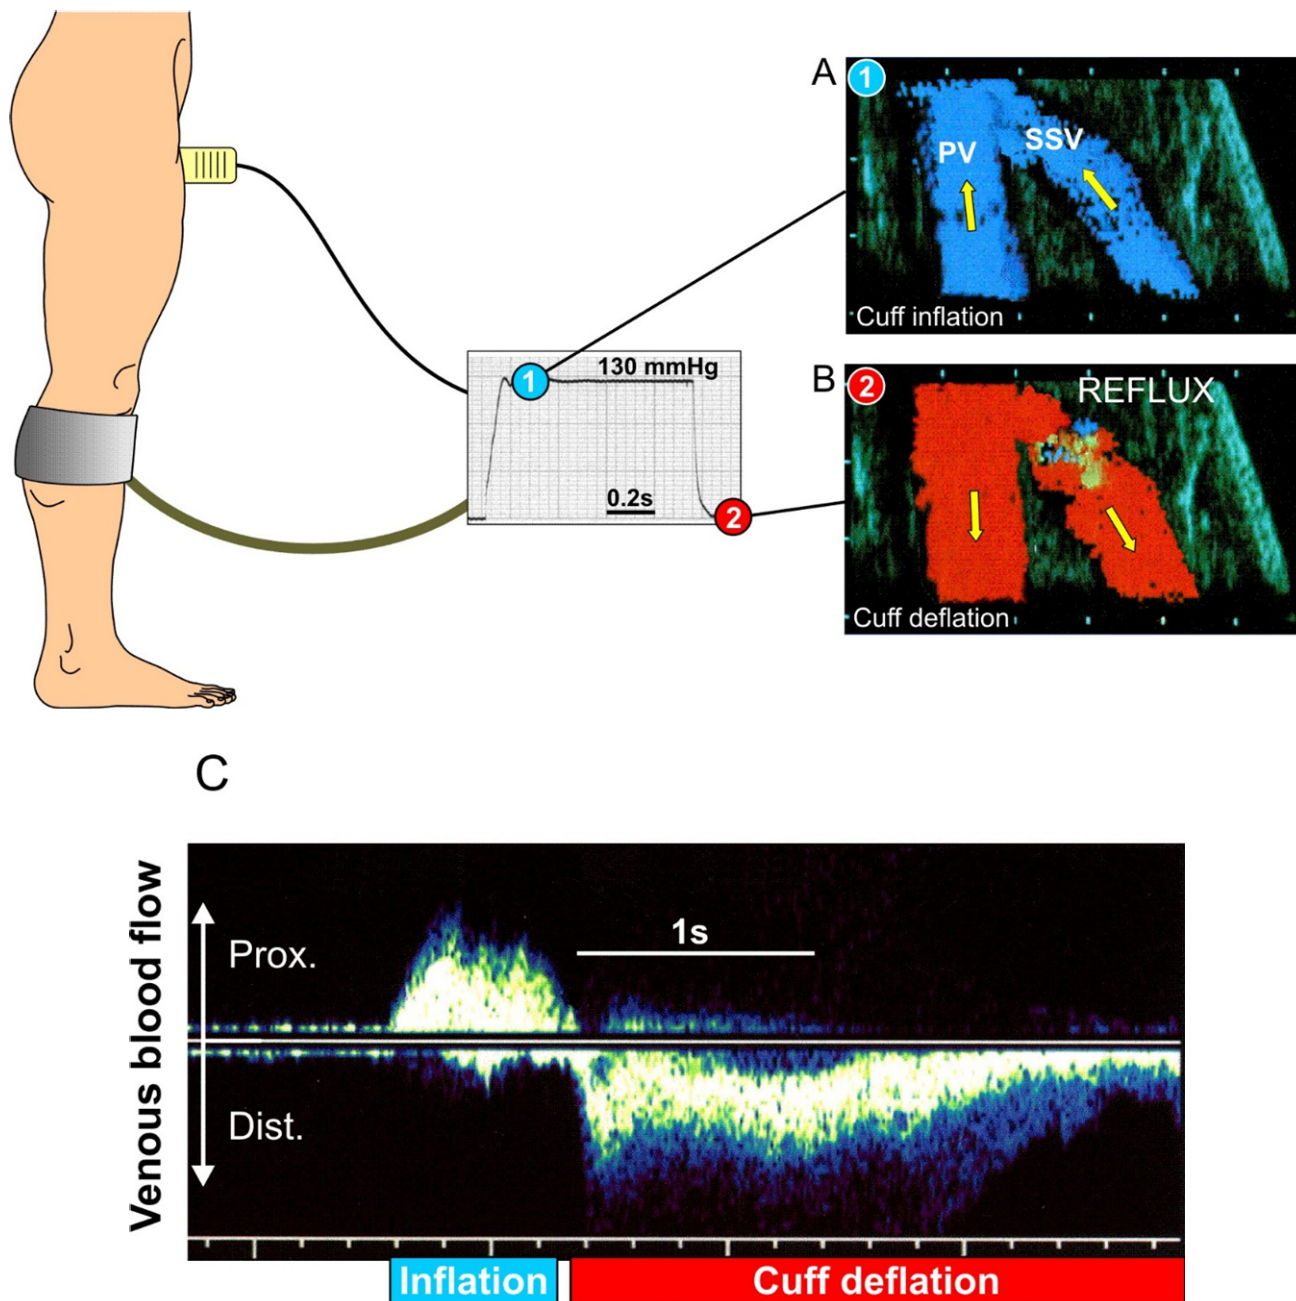 A
1
PV
SSV
Cuff inflation
1
130 mmHg
0.2s
2
B
2
REFLUX
Cuff deflation
C
Venous blood flow
Prox.
Dist.
1s
Inflation
Cuff deflation